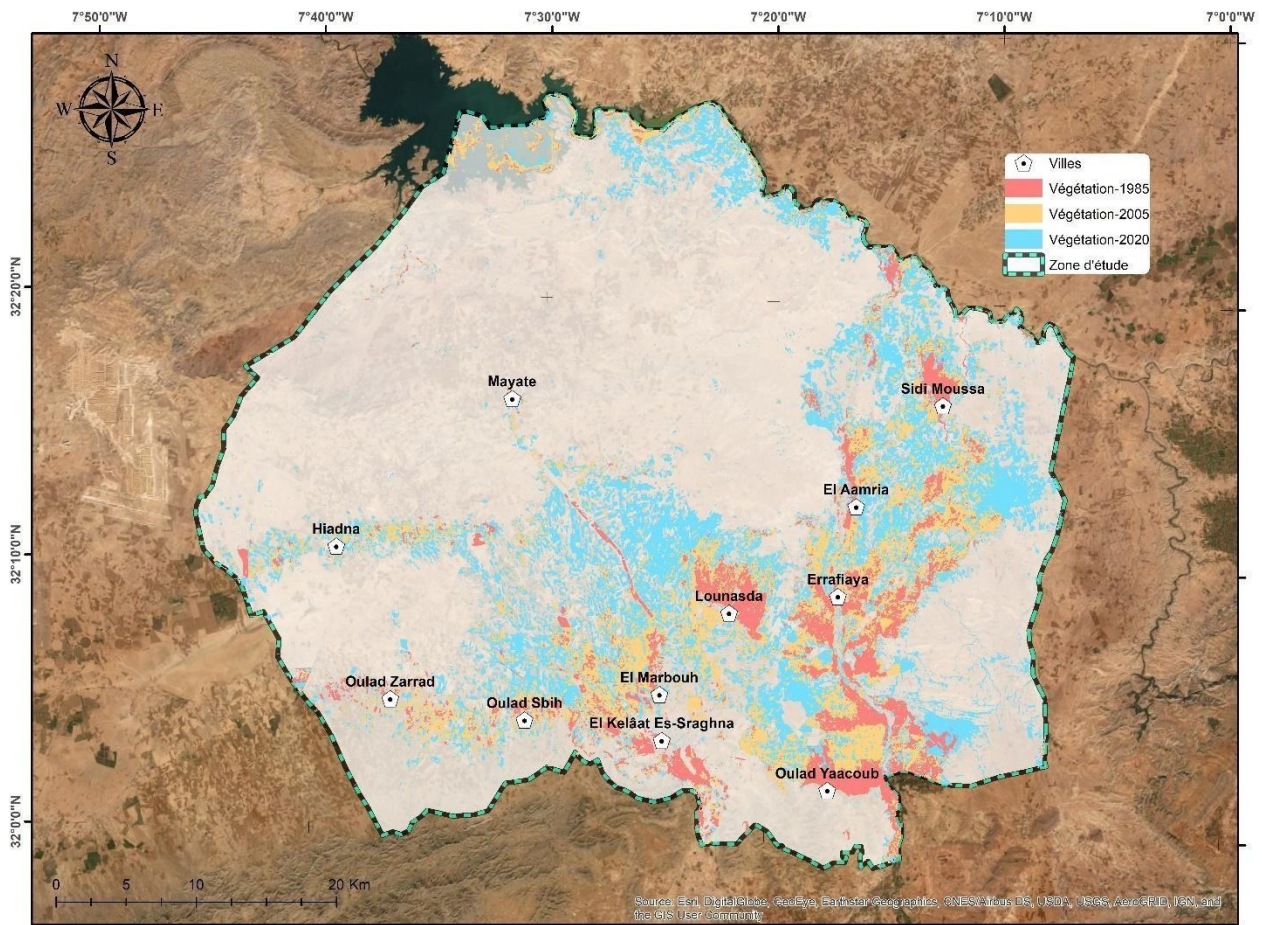 7°50'0"W 7°40'0"W 7°30'0"W 7°20'0"W 7°10'0"W 7°0'0"W
N
W E
S
Villes
Végétation-1985
Végétation-2005
Végétation-2020
Zone d'étude
32°20'0"N
Mayate
Sidi Moussa
El Aamria
Hiadna
32°10'0"N
Errafiaya
Lounasda
Oulad Zarrad
El Marbouh
Oulad Sbih
El Kelâat Es-Sraghna
Oulad Yaacoub
32°0'0"N
0 5 10 20 Km
Source: Esri, DigitalGlobe, GeoEye, Earthstar Geographics, CNES/Airbus DS, USDA, USGS, AeroGRID, IGN, and
the GIS User Community